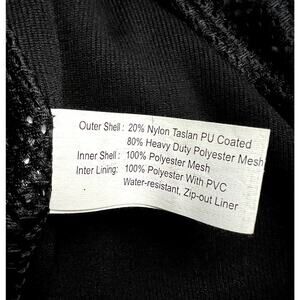 Outer Shell : 20% Nylon Taslan PU Coated
80% Heavy Duty Polyester Mesh
Inner Shell : 100% Polyester Mesh
Inter Lining: 100% Polyester With PVC
Water-resistant, Zip-out Liner